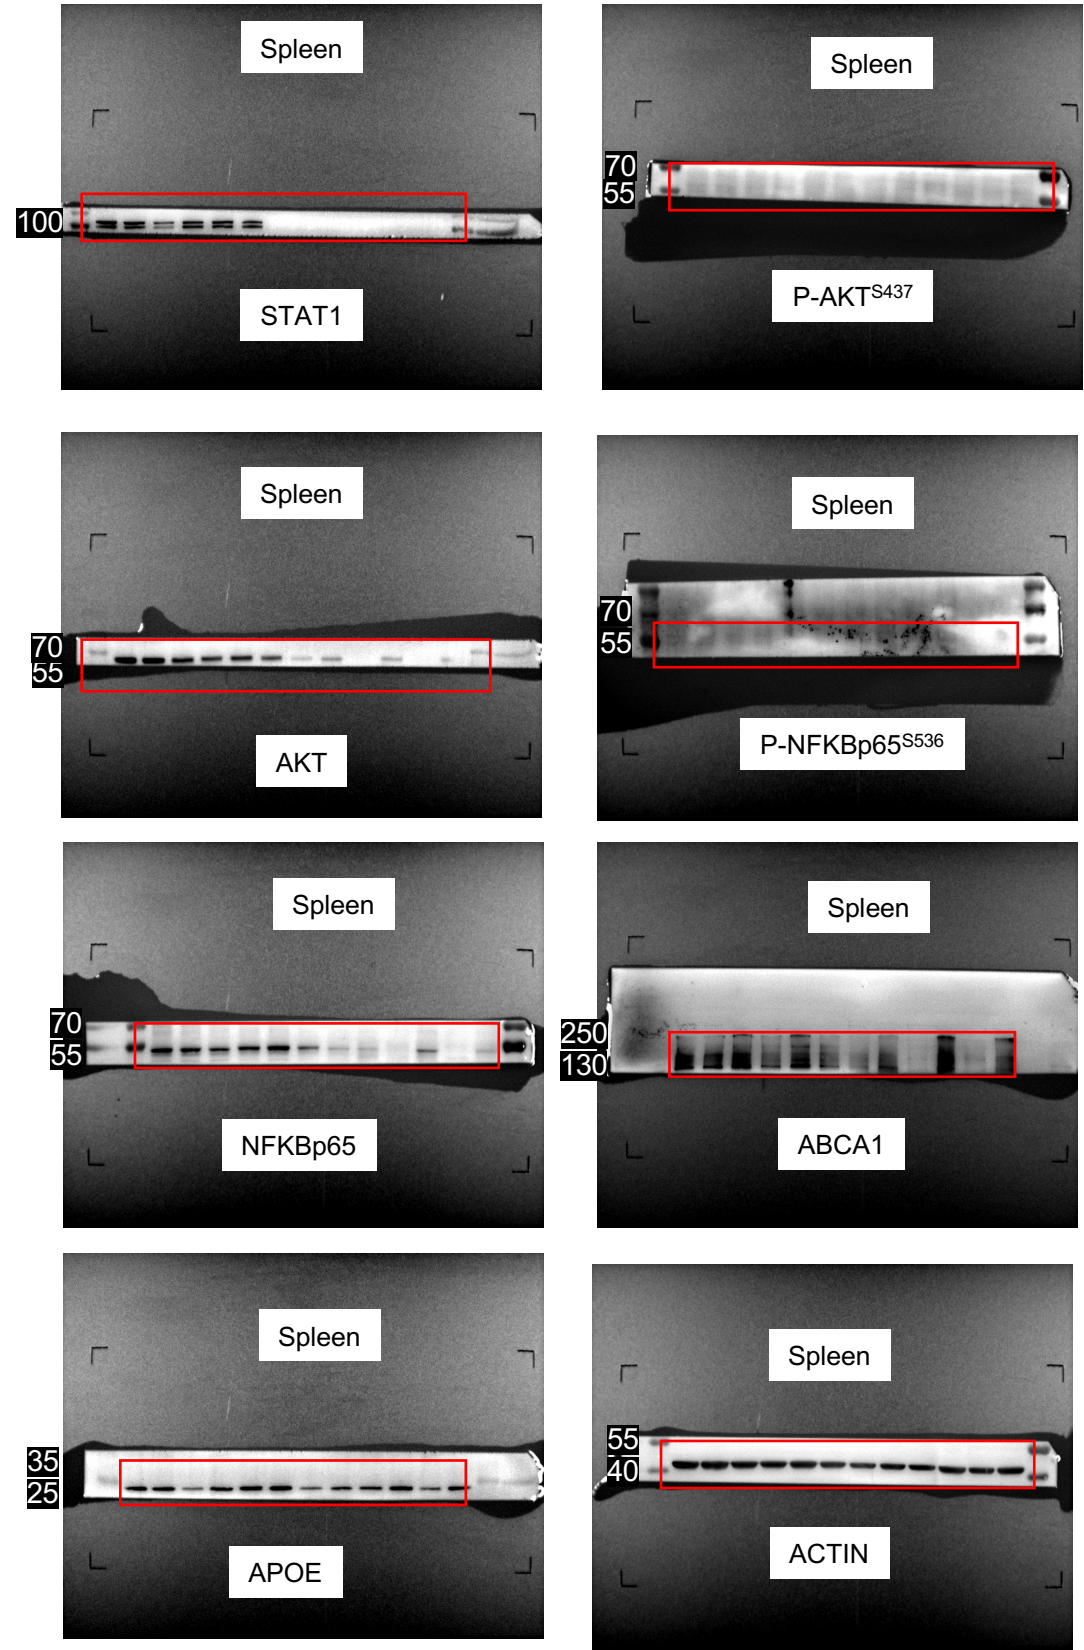 Spleen
100
STAT1
Spleen
70
55
P-AKTS437
Spleen
70
55
AKT
Spleen
70
55
P-NFKBp65S536
Spleen
70
55
NFKBp65
Spleen
250
130
ABCA1
Spleen
35
25
APOE
Spleen
55
40
ACTIN